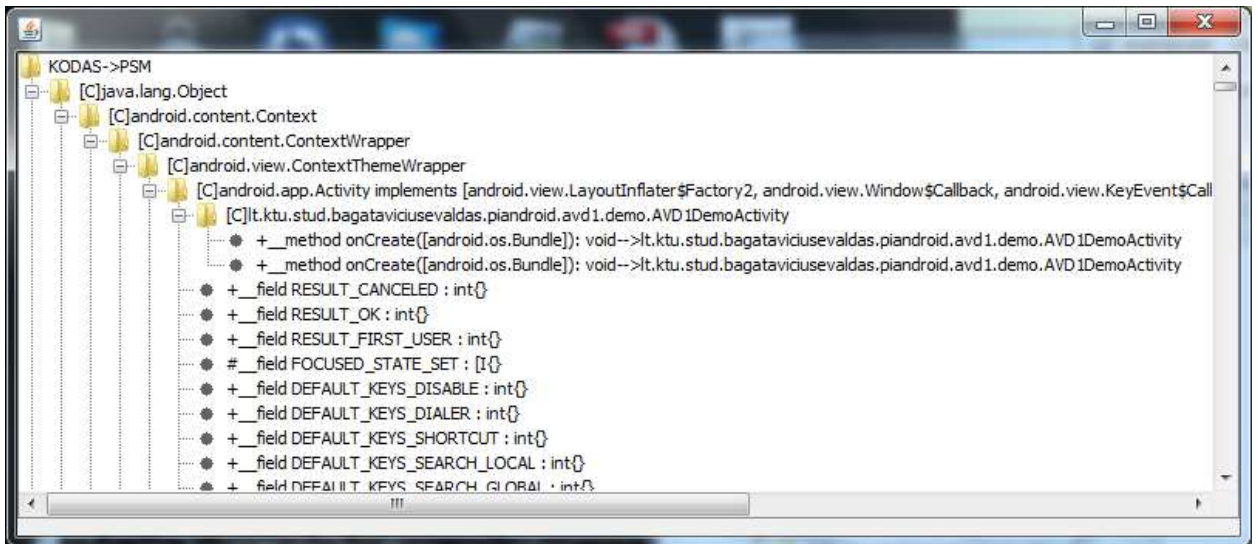 KODAS->PSM
[C]java.lang.Object
[C]android.content.Context
[C]android.content.ContextWrapper
[C]android.view.ContextThemeWrapper
[C]android.app.Activity implements [android.view.LayoutInflater$Factory2, android.view.Window$Callback, android.view.KeyEvent$Call
[C]lt.ktu.stud.bagataviciusevaldas.piandroid.avd1.demo.AVD1DemoActivity
+__method onCreate([android.os.Bundle]): void-->lt.ktu.stud.bagataviciusevaldas.piandroid.avd1.demo.AVD1DemoActivity
+__method onCreate([android.os.Bundle]): void-->lt.ktu.stud.bagataviciusevaldas.piandroid.avd1.demo.AVD1DemoActivity
+__field RESULT_CANCELED : int{}
+__field RESULT_OK : int{}
+__field RESULT_FIRST_USER : int{}
#__field FOCUSED_STATE_SET : [I{}
+__field DEFAULT_KEYS_DISABLE : int{}
+__field DEFAULT_KEYS_DIALER : int{}
+__field DEFAULT_KEYS_SHORTCUT : int{}
+__field DEFAULT_KEYS_SEARCH_LOCAL : int{}
+__field DEFAULT_KEYS_SEARCH_GLOBAL : int{}